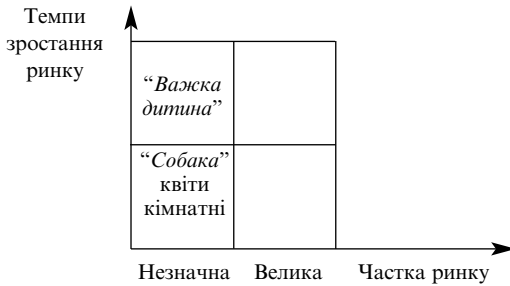 Темпи
зростання
ринку
“Важка
дитина”
“Собака”
квіти
кімнатні
Незначна Велика Частка ринку